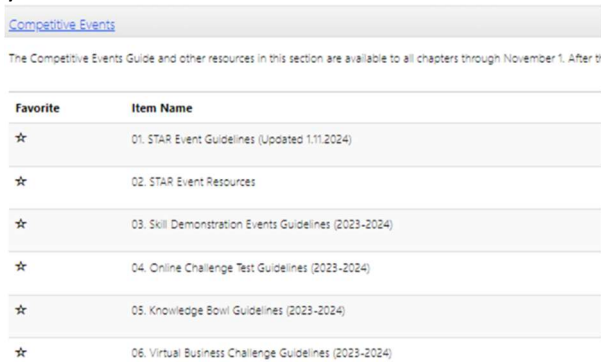 Competitive Events
The Competitive Events Guide and other resources in this section are available to all chapters through November 1. After
Favorite Item Name
01. STAR Event Guidelines (Updated 1.11.2024)
02. STAR Event Resources
03. Skill Demonstration Events Guidelines (2023-2024)
04. Online Challenge Test Guidelines (2023-2024)
05. Knowledge Bowl Guidelines (2023-2024)
06. Virtual Business Challenge Guidelines (2023-2024)